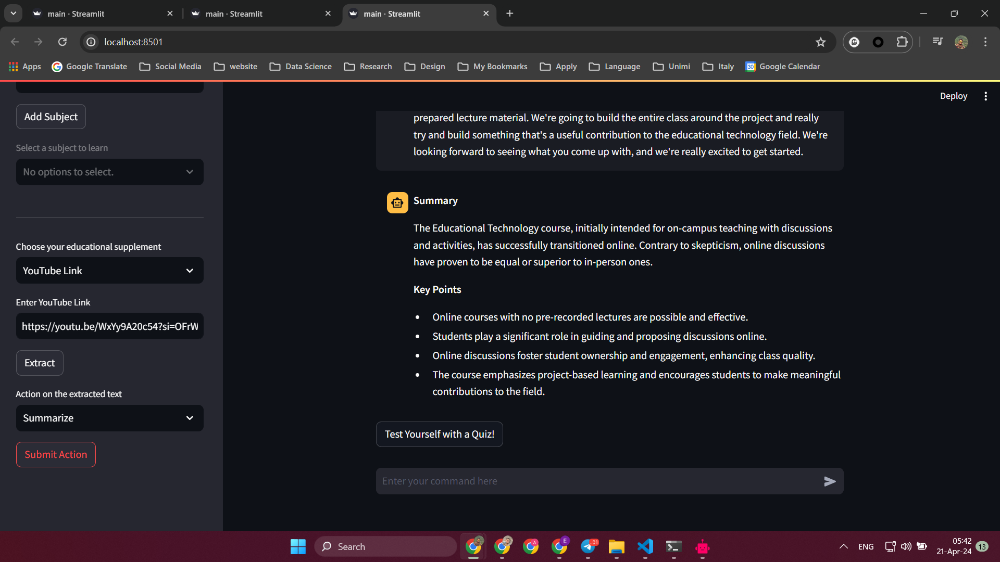 main · Streamlit
main · Streamlit
main · Streamlit
localhost:8501
Apps
Google Translate
Social Media
website
Data Science
Research
Design
My Bookmarks
Apply
Language
Unimi
Italy
30
Google Calendar
Deploy
Add Subject
Select a subject to learn
No options to select.
Choose your educational supplement
YouTube Link
Enter YouTube Link
https://youtu.be/WxYy9A20c54?si=OFrW
Extract
Action on the extracted text
Summarize
Submit Action
prepared lecture material. We're going to build the entire class around the project and really
try and build something that's a useful contribution to the educational technology field. We're
looking forward to seeing what you come up with, and we're really excited to get started.
Summary
The Educational Technology course, initially intended for on-campus teaching with discussions
and activities, has successfully transitioned online. Contrary to skepticism, online discussions
have proven to be equal or superior to in-person ones.
Key Points
• Online courses with no pre-recorded lectures are possible and effective.
• Students play a significant role in guiding and proposing discussions online.
• Online discussions foster student ownership and engagement, enhancing class quality.
• The course emphasizes project-based learning and encourages students to make meaningful
contributions to the field.
Test Yourself with a Quiz!
Enter your command here
Search
A
E
..01
ENG
05:42
21-Apr-24
13